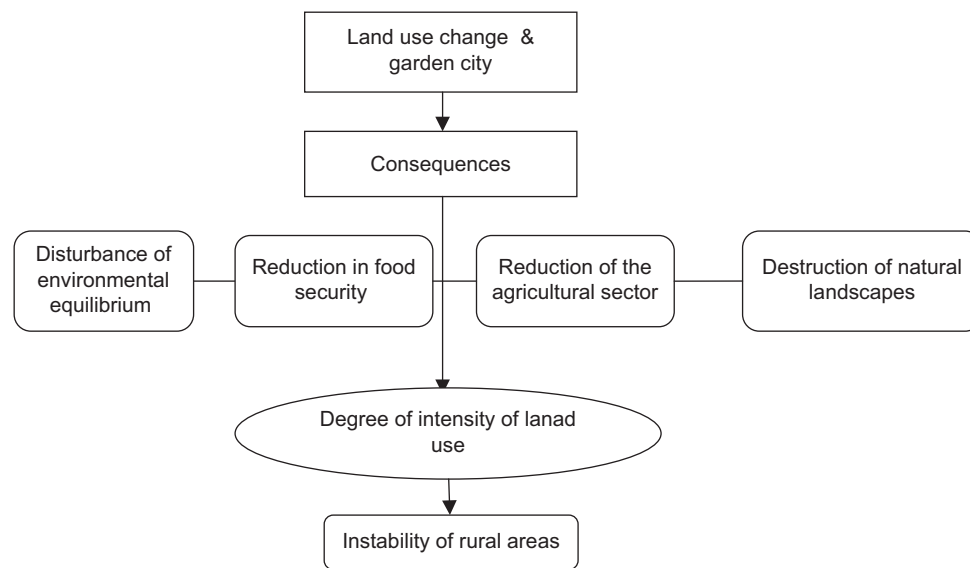 Land use change &
garden city
Consequences
Disturbance of
environmental
equilibrium
Reduction in food
security
Reduction of the
agricultural sector
Destruction of natural
landscapes
Degree of intensity of lanad
use
Instability of rural areas